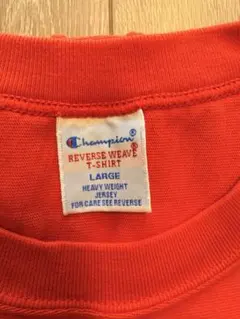 Champion®
REVERSE WEAVE®
T-SHIRT
LARGE
HEAVY WEIGHT
JERSEY
FOR CARE SEE REVERSE